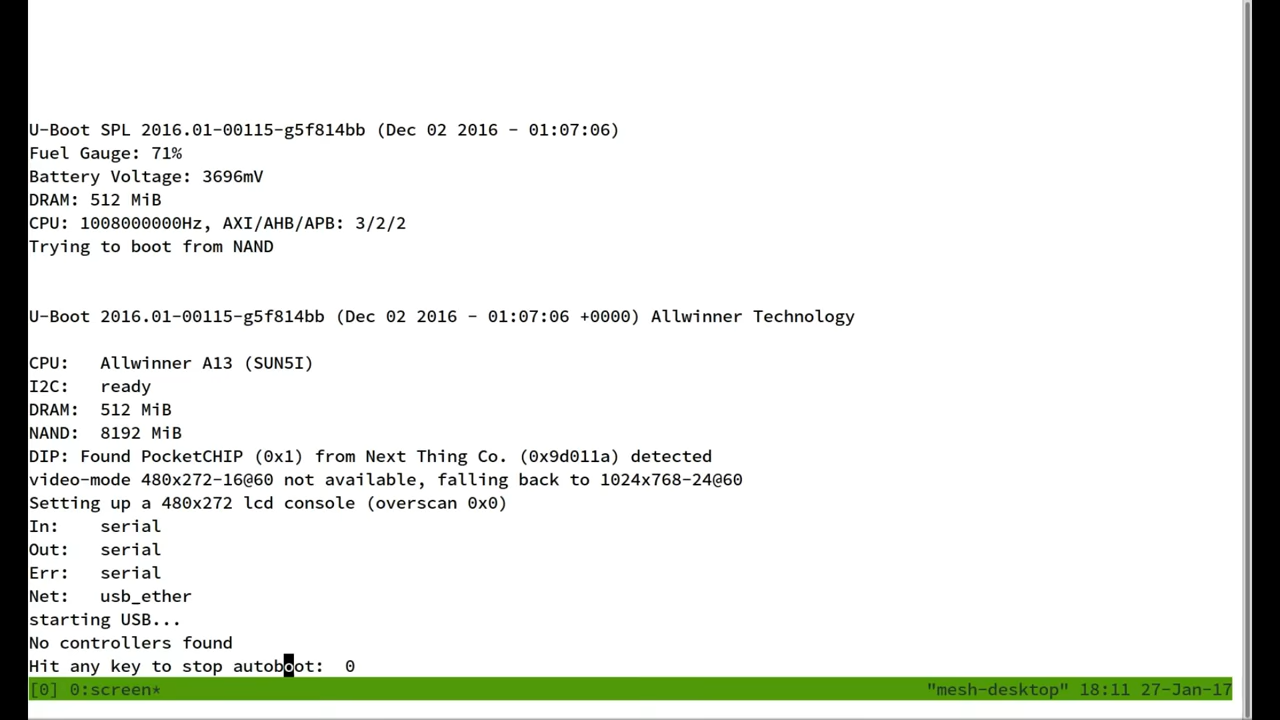 U-Boot SPL 2016.01-00115-g5f814bb (Dec 02 2016 - 01:07:06)
Fuel Gauge: 71%
Battery Voltage: 3696mV
DRAM: 512 MiB
CPU: 1008000000Hz, AXI/AHB/APB: 3/2/2
Trying to boot from NAND
U-Boot 2016.01-00115-g5f814bb (Dec 02 2016 - 01:07:06 +0000) Allwinner Technology
CPU:   Allwinner A13 (SUN5I)
I2C:   ready
DRAM:  512 MiB
NAND:  8192 MiB
DIP: Found PocketCHIP (0x1) from Next Thing Co. (0x9d011a) detected
video-mode 480x272-16@60 not available, falling back to 1024x768-24@60
Setting up a 480x272 lcd console (overscan 0x0)
In:    serial
Out:   serial
Err:   serial
Net:   usb_ether
starting USB...
No controllers found
Hit any key to stop autoboot:  0
[0] 0:screen* "mesh-desktop" 18:11 27-Jan-17